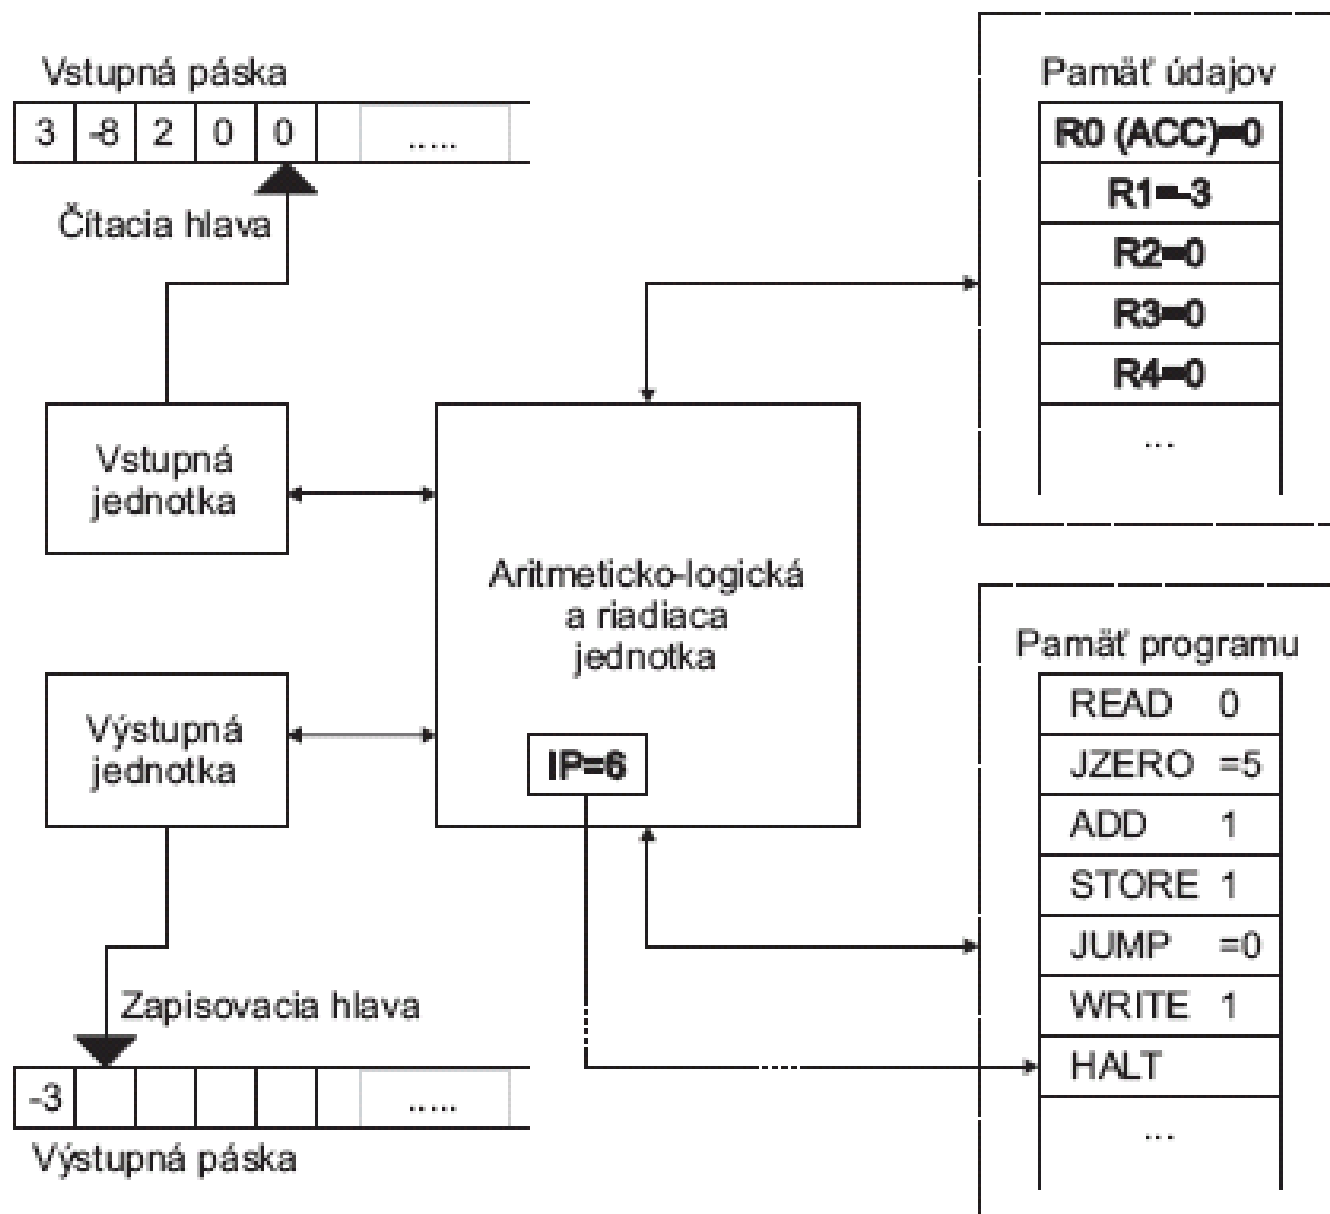 Vstupná páska
3 -8 2 0 0 .....
Čítacia hlava
Vstupná
jednotka
Výstupná
jednotka
Zapisovacia hlava
-3 .....
Výstupná páska
Aritmeticko-logická
a riadiaca
jednotka
IP=6
Pamäť údajov
R0 (ACC)=0
R1=-3
R2=0
R3=0
R4=0
...
Pamäť programu
READ 0
JZERO =5
ADD 1
STORE 1
JUMP =0
WRITE 1
HALT
...